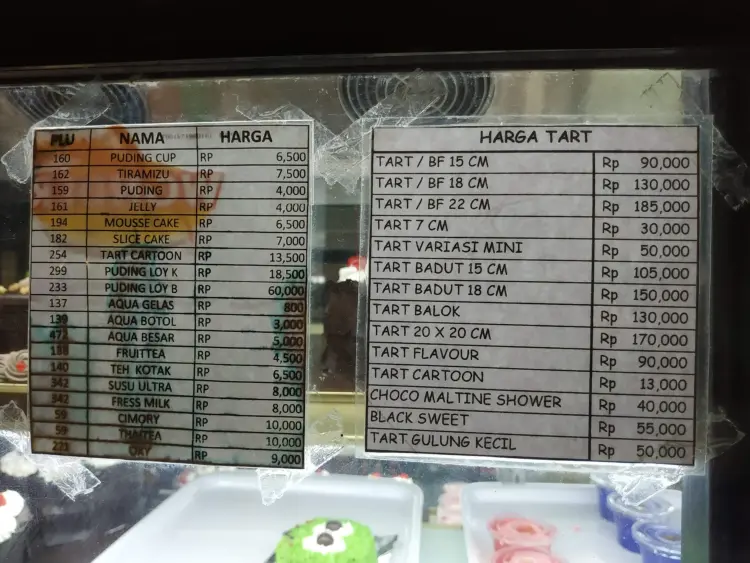 PLU NAMA HARGA
160 PUDING CUP RP 6,500
162 TIRAMIZU RP 7,500
159 PUDING RP 4,000
161 JELLY RP 4,000
194 MOUSSE CAKE RP 6,500
182 SLICE CAKE RP 7,000
254 TART CARTOON RP 13,500
299 PUDING LOY K RP 18,500
233 PUDING LOY B RP 60,000
137 AQUA GELAS RP 800
139 AQUA BOTOL RP 3,000
472 AQUA BESAR RP 5,000
138 FRUITTEA RP 4,500
140 TEH KOTAK RP 6,500
342 SUSU ULTRA RP 8,000
342 FRESS MILK RP 8,000
59 CIMORY RP 10,000
59 THAITEA RP 10,000
221 OXY RP 9,000
HARGA TART
TART / BF 15 CM Rp 90,000
TART / BF 18 CM Rp 130,000
TART / BF 22 CM Rp 185,000
TART 7 CM Rp 30,000
TART VARIASI MINI Rp 50,000
TART BADUT 15 CM Rp 105,000
TART BADUT 18 CM Rp 150,000
TART BALOK Rp 130,000
TART 20 X 20 CM Rp 170,000
TART FLAVOUR Rp 90,000
TART CARTOON Rp 13,000
CHOCO MALTINE SHOWER Rp 40,000
BLACK SWEET Rp 55,000
TART GULUNG KECIL Rp 50,000